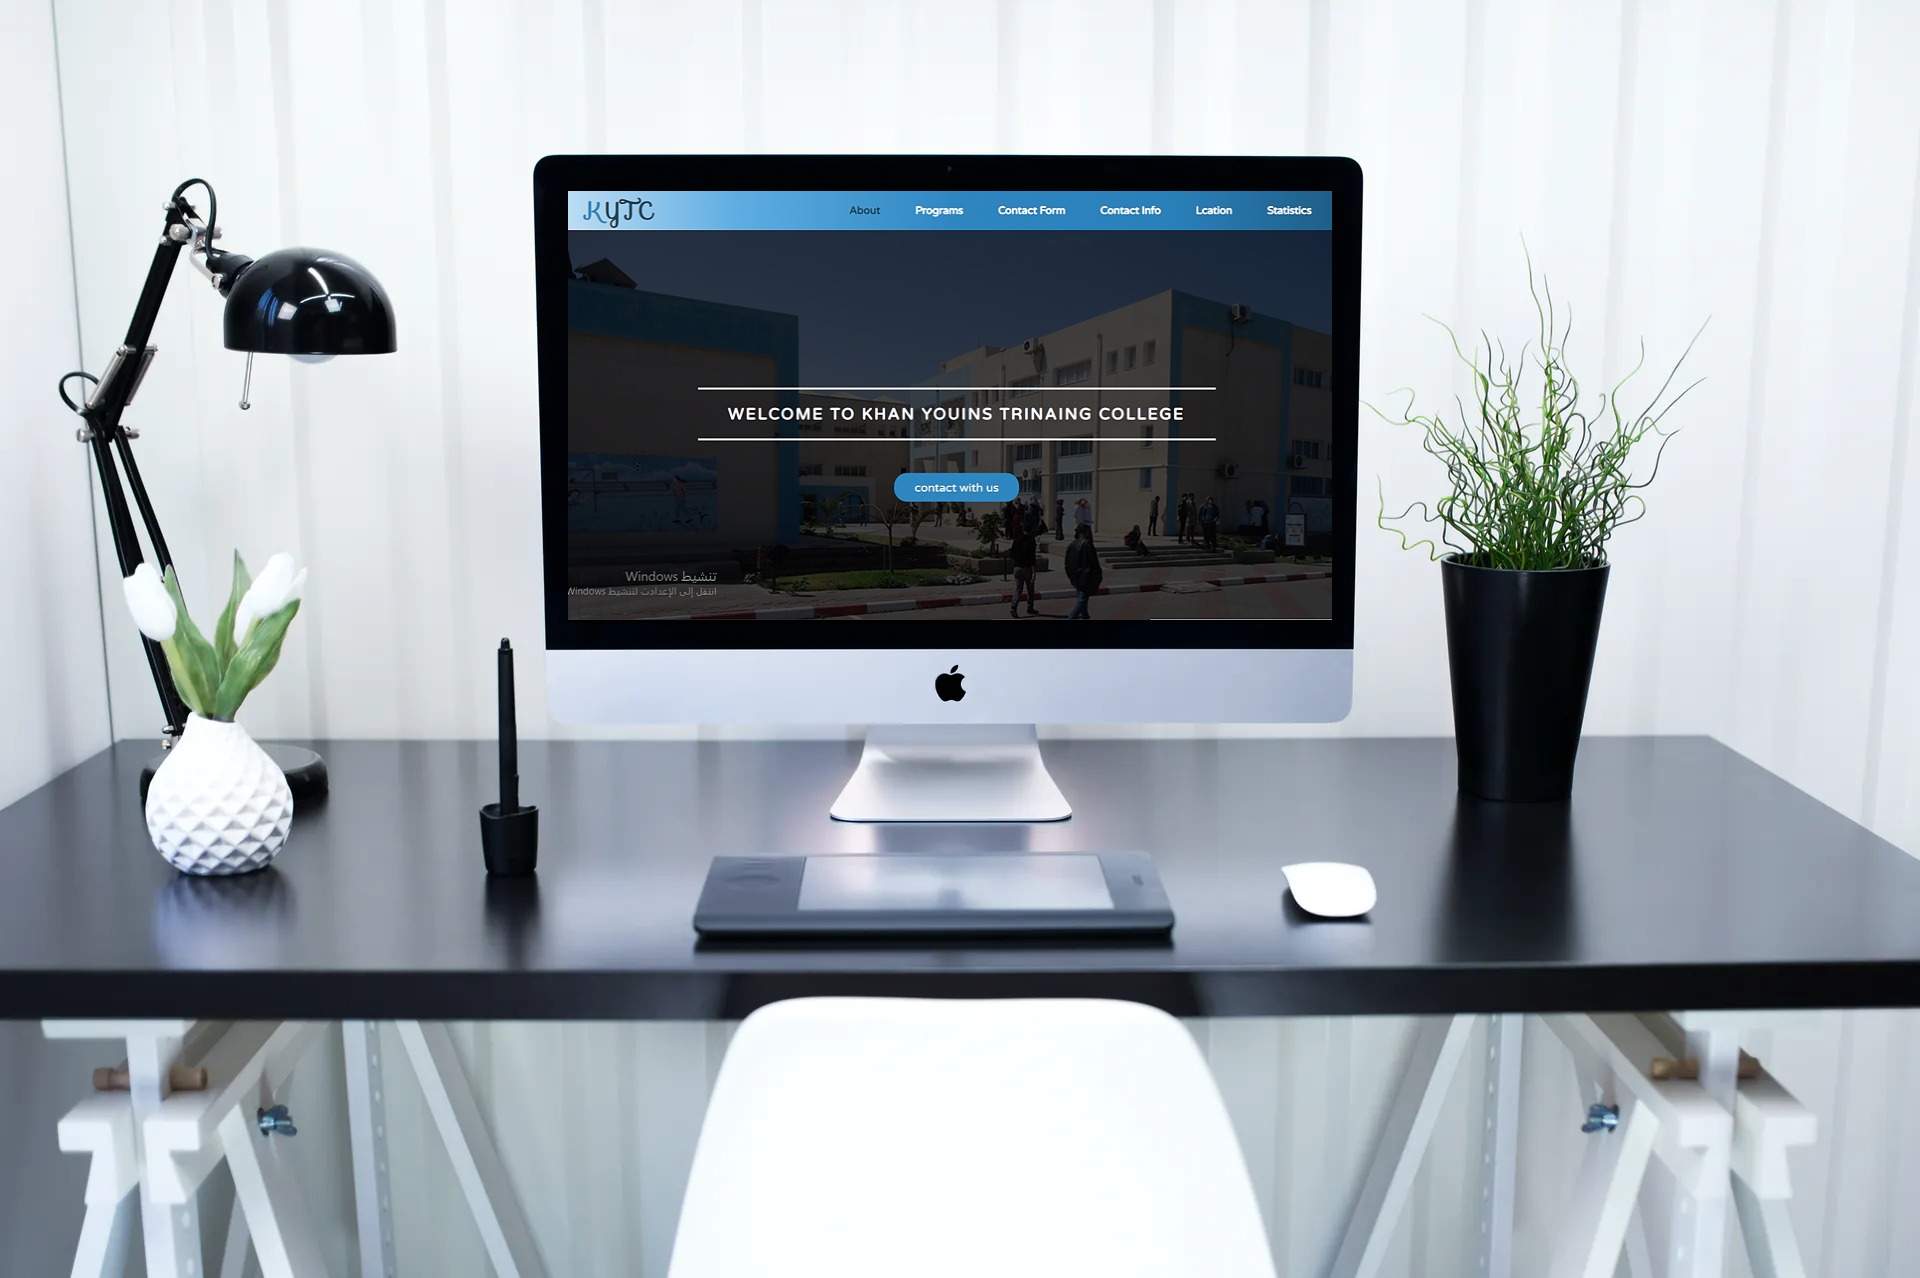 KYTC
About Programs Contact Form Contact Info Lcation Statistics
WELCOME TO KHAN YOUINS TRINAING COLLEGE
contact with us
تنشيط Windows
انتقل إلى الإعدادت لتنشيط Windows